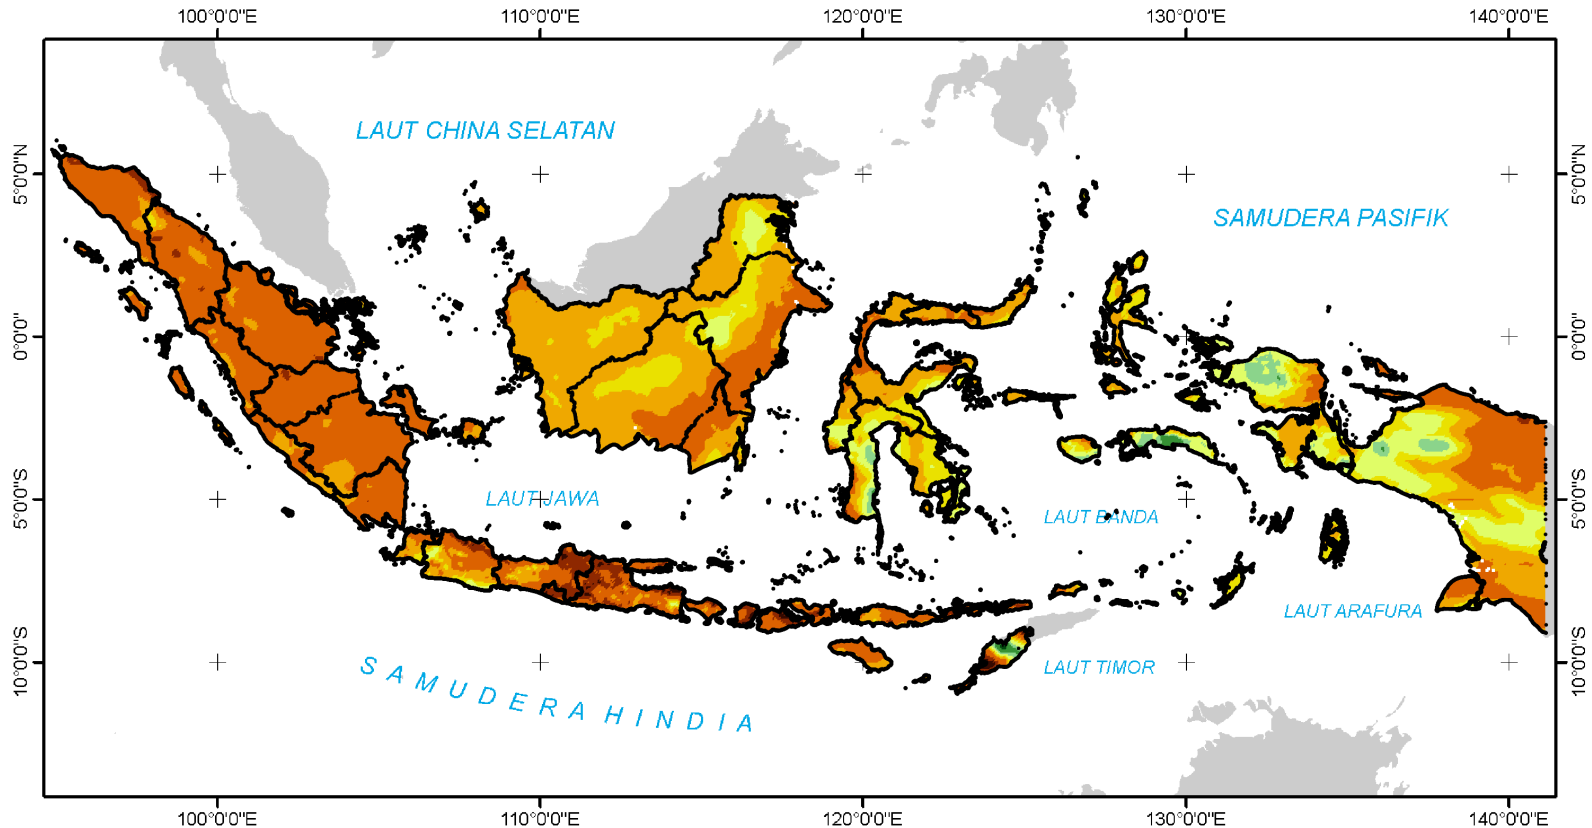 100°0'0"E 110°0'0"E 120°0'0"E 130°0'0"E 140°0'0"E
LAUT CHINA SELATAN
5°0'0"N 5°0'0"N
SAMUDERA PASIFIK
0°0'0" 0°0'0"
5°0'0"S 5°0'0"S
LAUT JAWA
LAUT BANDA
LAUT ARAFURA
10°0'0"S 10°0'0"S
LAUT TIMOR
SAMUDERA HINDIA
100°0'0"E 110°0'0"E 120°0'0"E 130°0'0"E 140°0'0"E